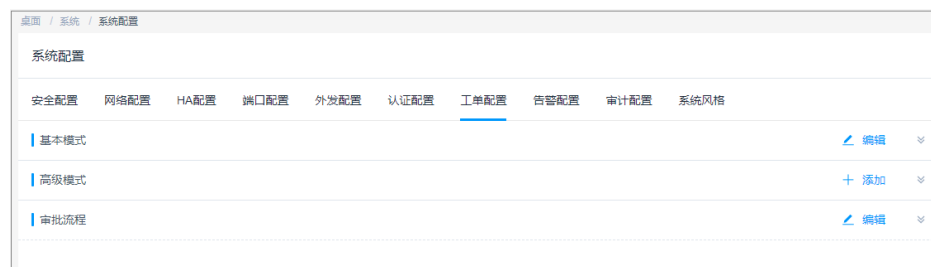 桌面 / 系统 / 系统配置
系统配置
安全配置 网络配置 HA配置 端口配置 外发配置 认证配置 工单配置 告警配置 审计配置 系统风格
基本模式 编辑
高级模式 添加
审批流程 编辑